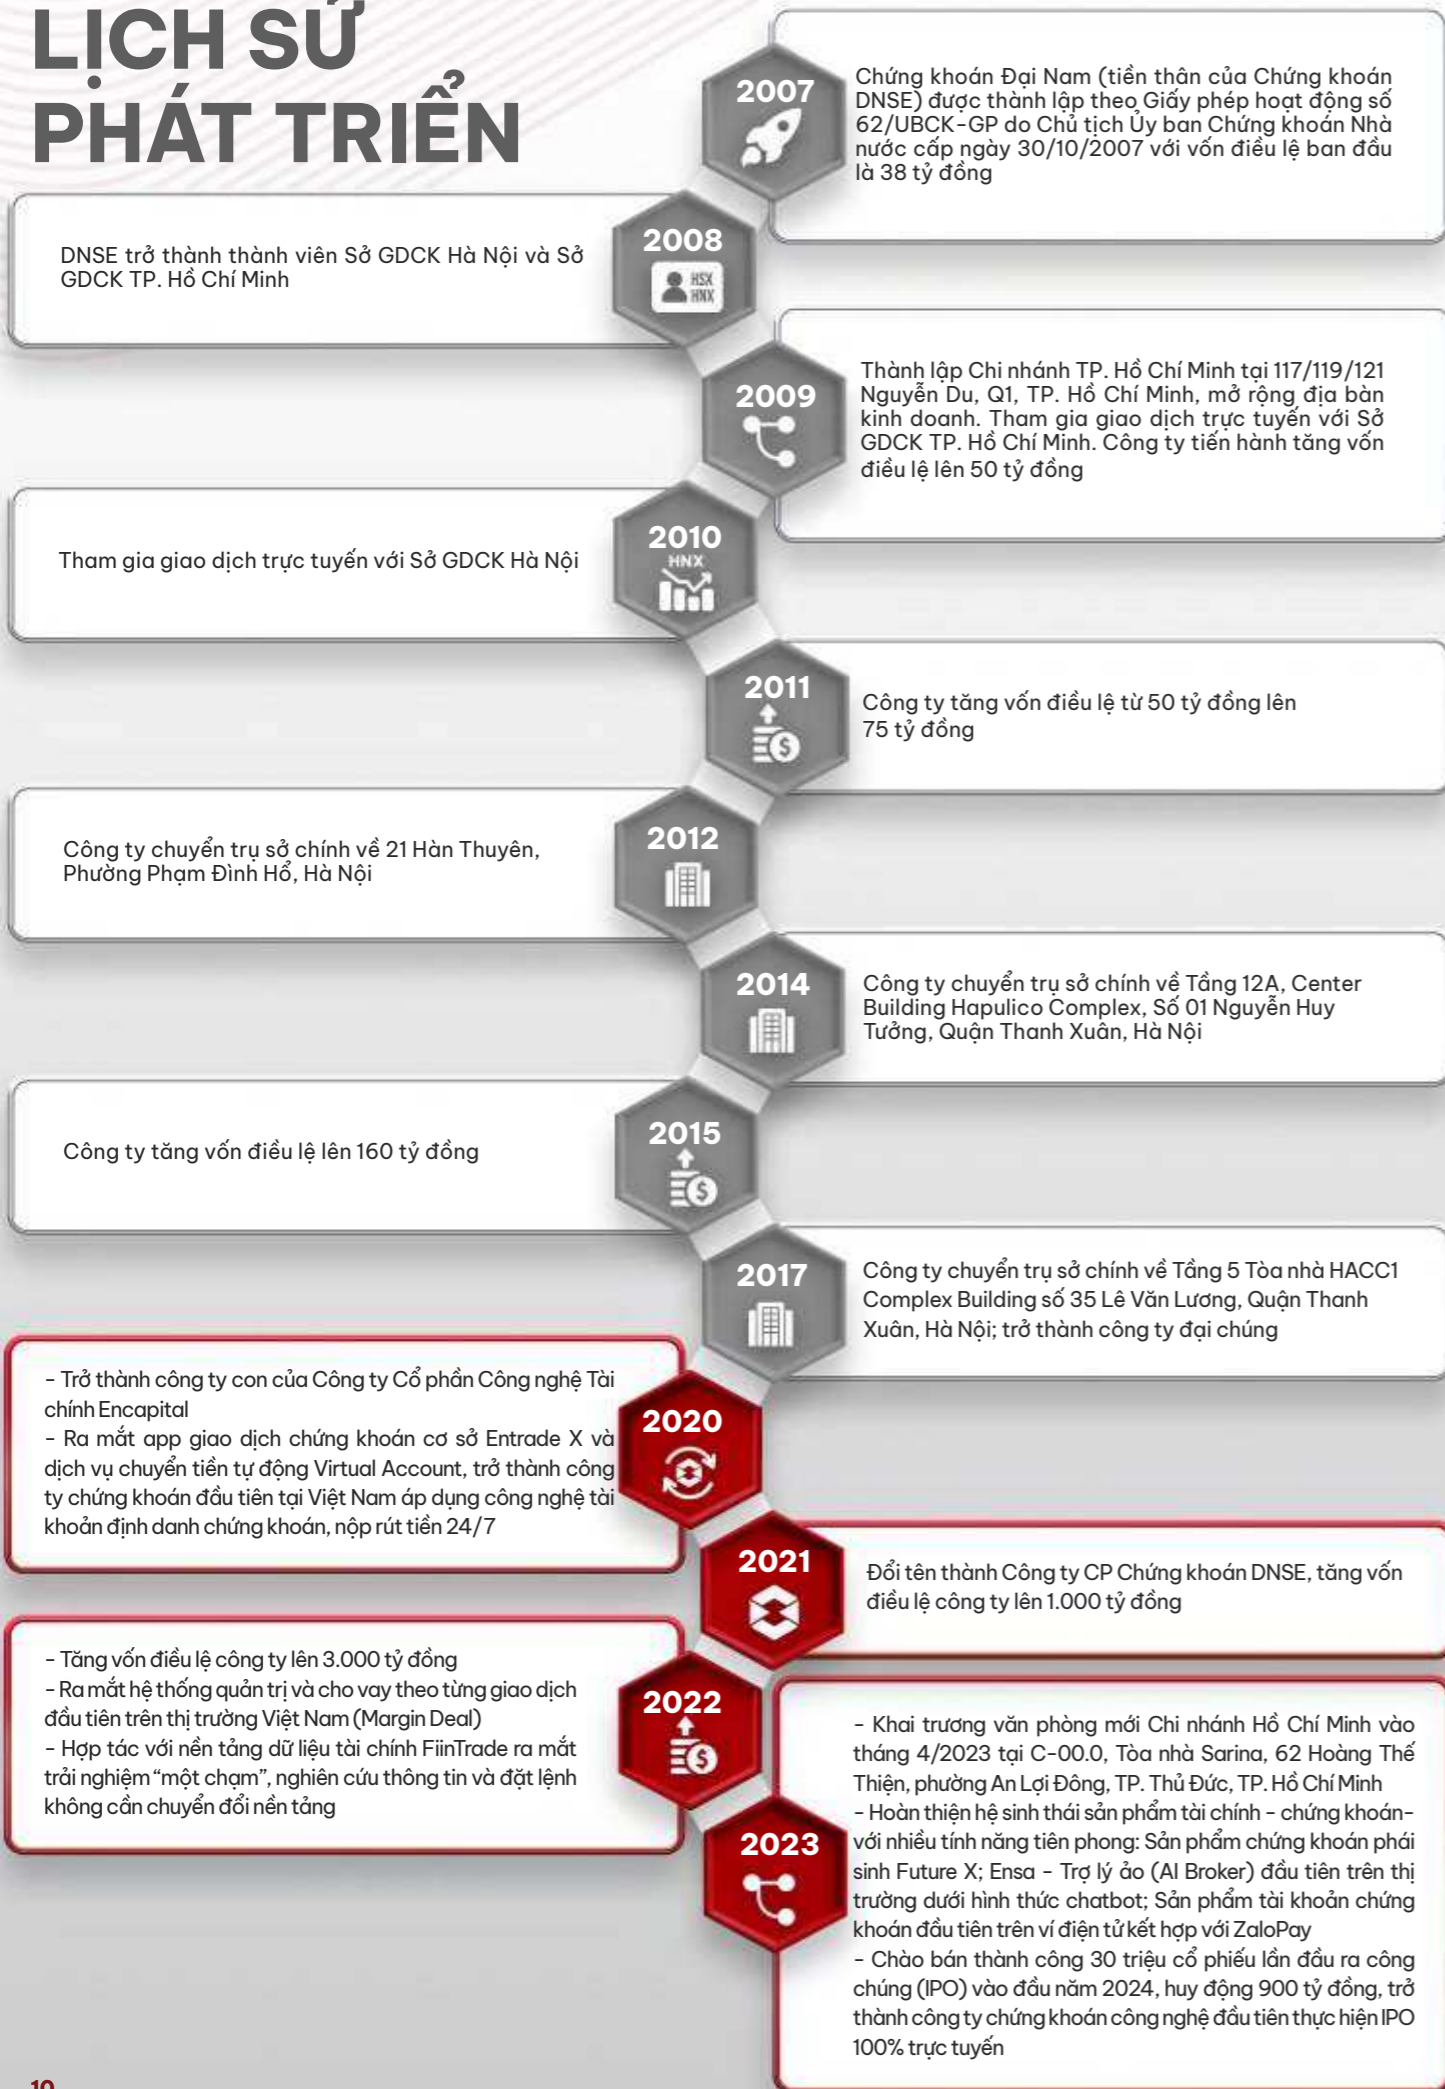 LỊCH SỬ
PHÁT TRIỂN
2007
Chứng khoán Đại Nam (tiền thân của Chứng khoán
DNSE) được thành lập theo Giấy phép hoạt động số
62/UBCK-GP do Chủ tịch Ủy ban Chứng khoán Nhà
nước cấp ngày 30/10/2007 với vốn điều lệ ban đầu
là 38 tỷ đồng
2008
HSX
HNX
DNSE trở thành thành viên Sở GDCK Hà Nội và Sở
GDCK TP. Hồ Chí Minh
2009
Thành lập Chi nhánh TP. Hồ Chí Minh tại 117/119/121
Nguyễn Du, Q1, TP. Hồ Chí Minh, mở rộng địa bàn
kinh doanh. Tham gia giao dịch trực tuyến với Sở
GDCK TP. Hồ Chí Minh. Công ty tiến hành tăng vốn
điều lệ lên 50 tỷ đồng
2010
HNX
Tham gia giao dịch trực tuyến với Sở GDCK Hà Nội
2011
Công ty tăng vốn điều lệ từ 50 tỷ đồng lên
75 tỷ đồng
2012
Công ty chuyển trụ sở chính về 21 Hàn Thuyên,
Phường Phạm Đình Hổ, Hà Nội
2014
Công ty chuyển trụ sở chính về Tầng 12A, Center
Building Hapulico Complex, Số 01 Nguyễn Huy
Tưởng, Quận Thanh Xuân, Hà Nội
2015
Công ty tăng vốn điều lệ lên 160 tỷ đồng
2017
Công ty chuyển trụ sở chính về Tầng 5 Tòa nhà HACC1
Complex Building số 35 Lê Văn Lương, Quận Thanh
Xuân, Hà Nội; trở thành công ty đại chúng
2020
- Trở thành công ty con của Công ty Cổ phần Công nghệ Tài
chính Encapital
- Ra mắt app giao dịch chứng khoán cơ sở Entrade X và
dịch vụ chuyển tiền tự động Virtual Account, trở thành công
ty chứng khoán đầu tiên tại Việt Nam áp dụng công nghệ tài
khoản định danh chứng khoán, nộp rút tiền 24/7
2021
Đổi tên thành Công ty CP Chứng khoán DNSE, tăng vốn
điều lệ công ty lên 1.000 tỷ đồng
2022
- Tăng vốn điều lệ công ty lên 3.000 tỷ đồng
- Ra mắt hệ thống quản trị và cho vay theo từng giao dịch
đầu tiên trên thị trường Việt Nam (Margin Deal)
- Hợp tác với nền tảng dữ liệu tài chính FiinTrade ra mắt
trải nghiệm “một chạm”, nghiên cứu thông tin và đặt lệnh
không cần chuyển đổi nền tảng
2023
- Khai trương văn phòng mới Chi nhánh Hồ Chí Minh vào
tháng 4/2023 tại C-00.0, Tòa nhà Sarina, 62 Hoàng Thế
Thiện, phường An Lợi Đông, TP. Thủ Đức, TP. Hồ Chí Minh
- Hoàn thiện hệ sinh thái sản phẩm tài chính - chứng khoán-
với nhiều tính năng tiên phong: Sản phẩm chứng khoán phái
sinh Future X; Ensa - Trợ lý ảo (AI Broker) đầu tiên trên thị
trường dưới hình thức chatbot; Sản phẩm tài khoản chứng
khoán đầu tiên trên ví điện tử kết hợp với ZaloPay
- Chào bán thành công 30 triệu cổ phiếu lần đầu ra công
chúng (IPO) vào đầu năm 2024, huy động 900 tỷ đồng, trở
thành công ty chứng khoán công nghệ đầu tiên thực hiện IPO
100% trực tuyến
10